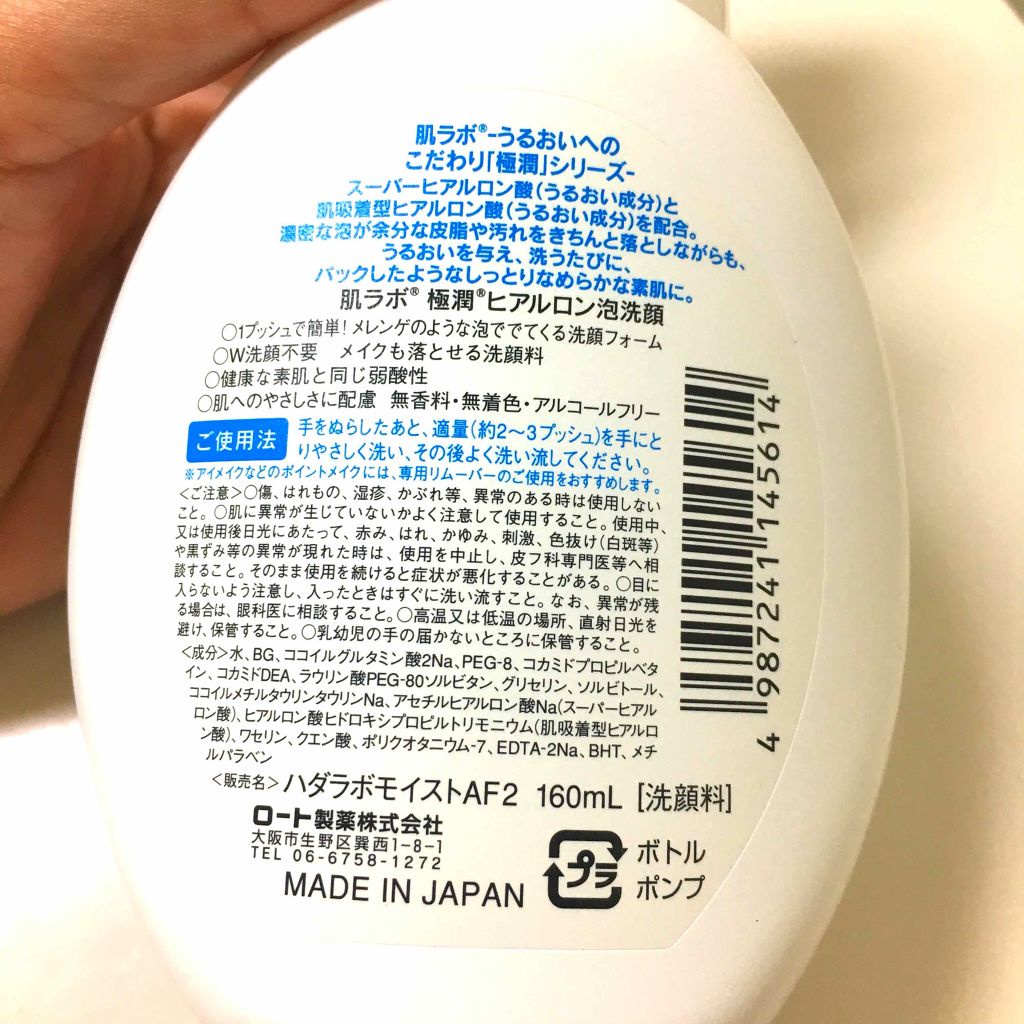 肌ラボ®-うるおいへの
こだわり「極潤」シリーズ-
スーパーヒアルロン酸(うるおい成分)と
肌吸着型ヒアルロン酸(うるおい成分)を配合。
濃密な泡が余分な皮脂や汚れをきちんと落としながらも、
うるおいを与え、洗うたびに、
パックしたようなしっとりなめらかな素肌に。
肌ラボ® 極潤®ヒアルロン泡洗顔
○1プッシュで簡単!メレンゲのような泡ででてくる洗顔フォーム
○W洗顔不要 メイクも落とせる洗顔料
○健康な素肌と同じ弱酸性
○肌へのやさしさに配慮 無香料・無着色・アルコールフリー
ご使用法
手をぬらしたあと、適量(約2〜3プッシュ)を手にと
りやさしく洗い、その後よく洗い流してください。
※アイメイクなどのポイントメイクには、専用リムーバーのご使用をおすすめします。
<ご注意>○傷、はれもの、湿疹、かぶれ等、異常のある時は使用しない
こと。○肌に異常が生じていないかよく注意して使用すること。使用中、
又は使用後日光にあたって、赤み、はれ、かゆみ、刺激、色抜け(白斑等)
や黒ずみ等の異常が現れた時は、使用を中止し、皮フ科専門医等へ相
談すること。そのまま使用を続けると症状が悪化することがある。○目に
入らないよう注意し、入ったときはすぐに洗い流すこと。なお、異常が残
る場合は、眼科医に相談すること。○高温又は低温の場所、直射日光を
避け、保管すること。○乳幼児の手の届かないところに保管すること。
<成分>水、BG、ココイルグルタミン酸2Na、PEG-8、コカミドプロピルベタ
イン、コカミドDEA、ラウリン酸PEG-80ソルビタン、グリセリン、ソルビトール、
ココイルメチルタウリンタウリンNa、アセチルヒアルロン酸Na(スーパーヒアル
ロン酸)、ヒアルロン酸ヒドロキシプロピルトリモニウム(肌吸着型ヒアルロ
ン酸)、ワセリン、クエン酸、ポリクオタニウム-7、EDTA-2Na、BHT、メチ
ルパラベン
<販売名>ハダラボモイストAF2 160mL [洗顔料]
ロート製薬株式会社
大阪市生野区巽西1-8-1
TEL 06-6758-1272
MADE IN JAPAN
プラ
ボトル
ポンプ
4 987241 145614